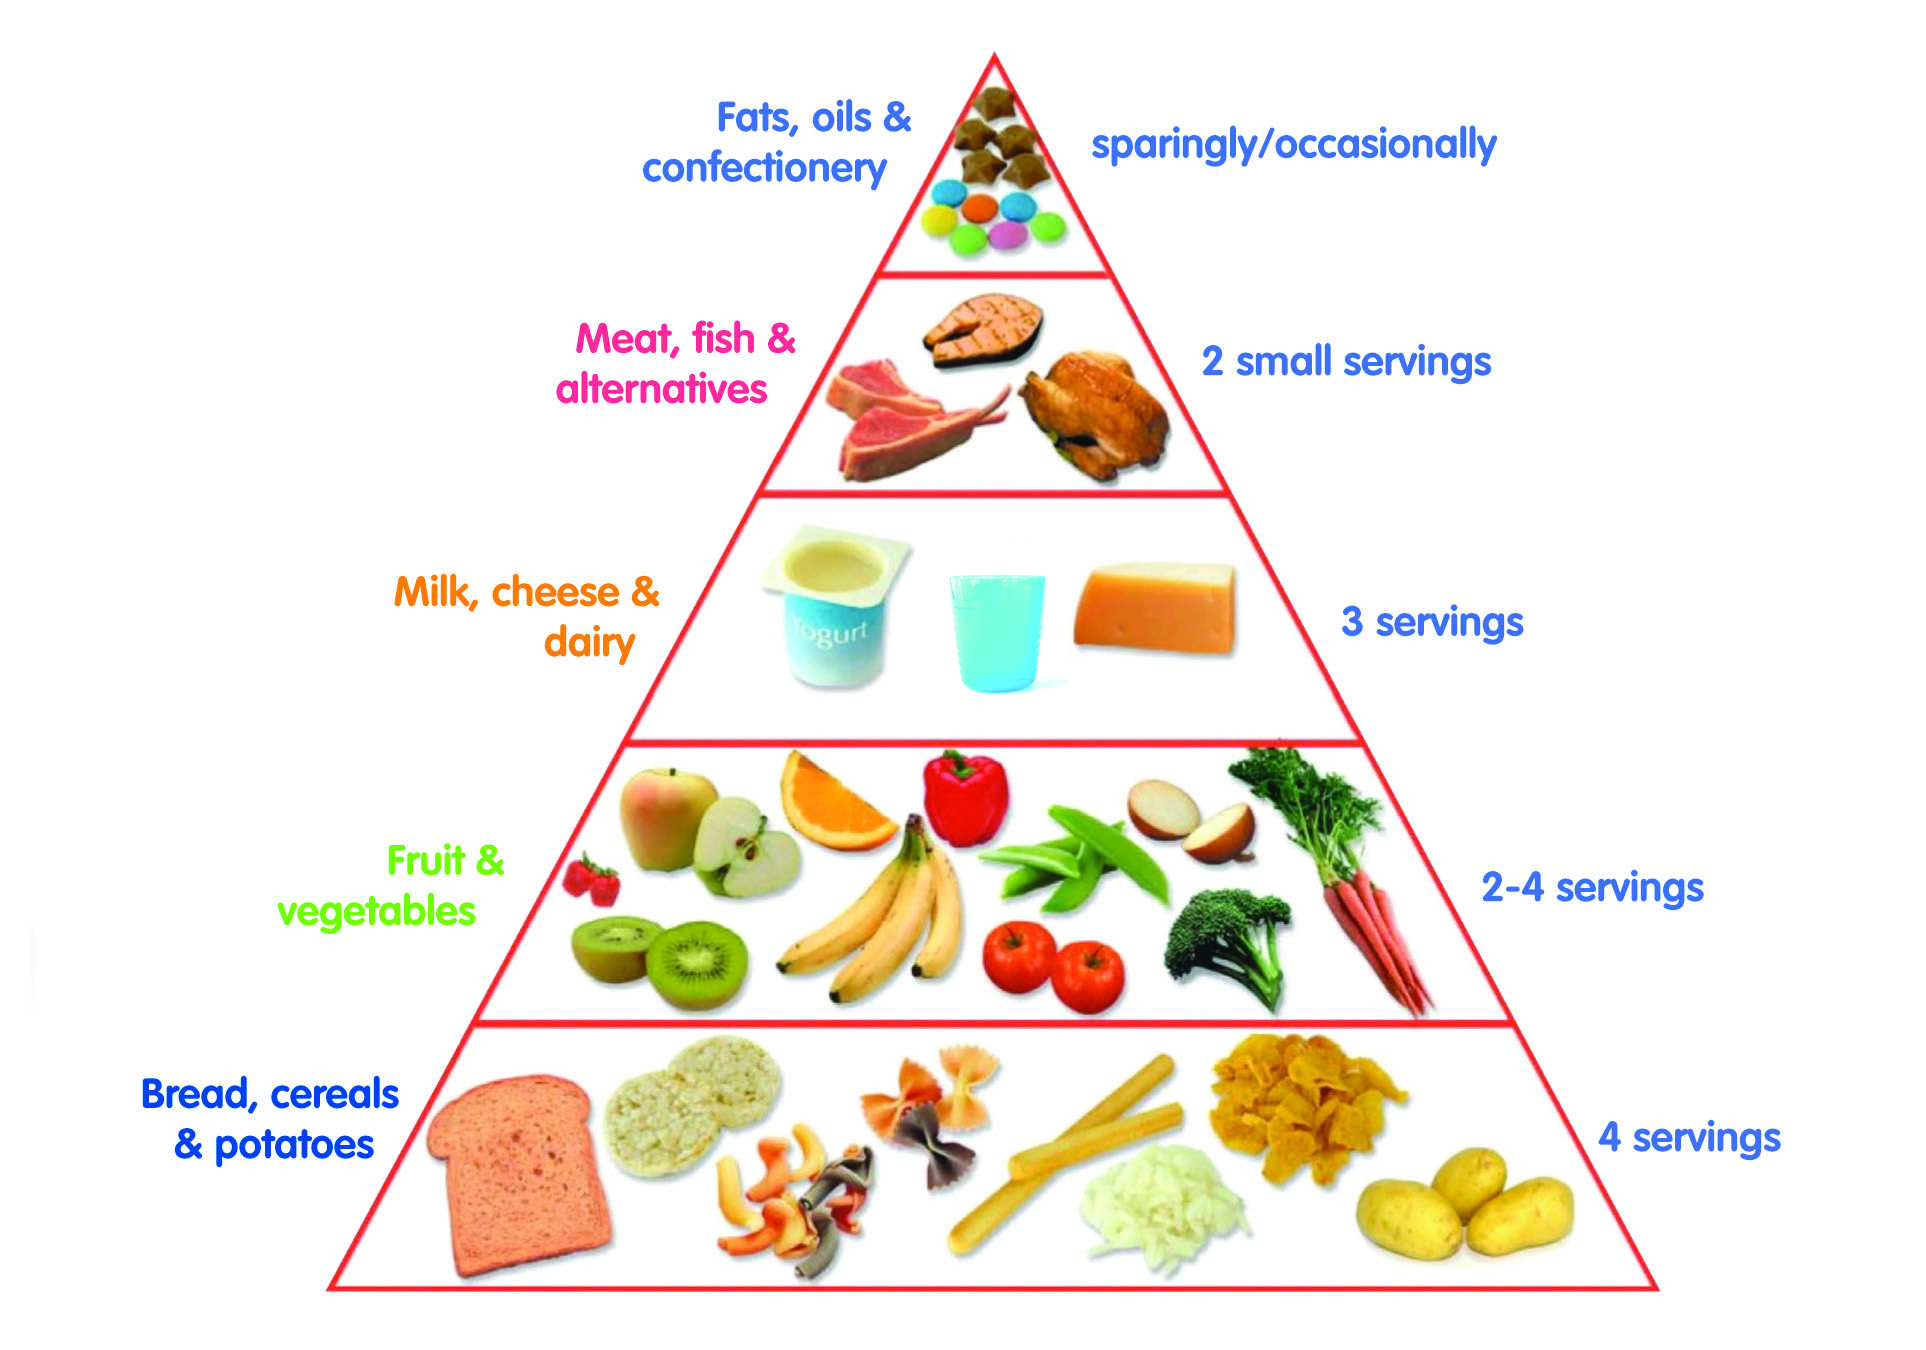 Fats, oils &
confectionery
sparingly/occasionally
Meat, fish &
alternatives
2 small servings
Milk, cheese &
dairy
Yogurt
3 servings
Fruit &
vegetables
2-4 servings
Bread, cereals
& potatoes
4 servings